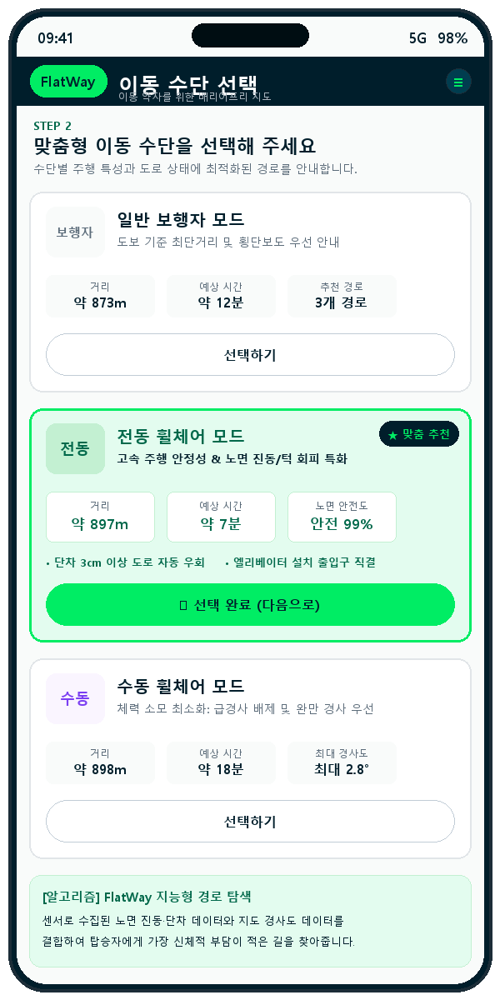 09:41
5G 98%
FlatWay
이동 수단 선택
이동 약자를 위한 배리어프리 지도
≡
STEP 2
맞춤형 이동 수단을 선택해 주세요
수단별 주행 특성과 도로 상태에 최적화된 경로를 안내합니다.
보행자
일반 보행자 모드
도보 기준 최단거리 및 횡단보도 우선 안내
거리
약 873m
예상 시간
약 12분
추천 경로
3개 경로
선택하기
전동
전동 휠체어 모드
고속 주행 안정성 & 노면 진동/턱 회피 특화
★ 맞춤 추천
거리
약 897m
예상 시간
약 7분
노면 안전도
안전 99%
• 단차 3cm 이상 도로 자동 우회
• 엘리베이터 설치 출입구 직결
선택 완료 (다음으로)
수동
수동 휠체어 모드
체력 소모 최소화: 급경사 배제 및 완만 경사 우선
거리
약 898m
예상 시간
약 18분
최대 경사도
최대 2.8°
선택하기
[알고리즘] FlatWay 지능형 경로 탐색
센서로 수집된 노면 진동·단차 데이터와 지도 경사도 데이터를
결합하여 탑승자에게 가장 신체적 부담이 적은 길을 찾아줍니다.